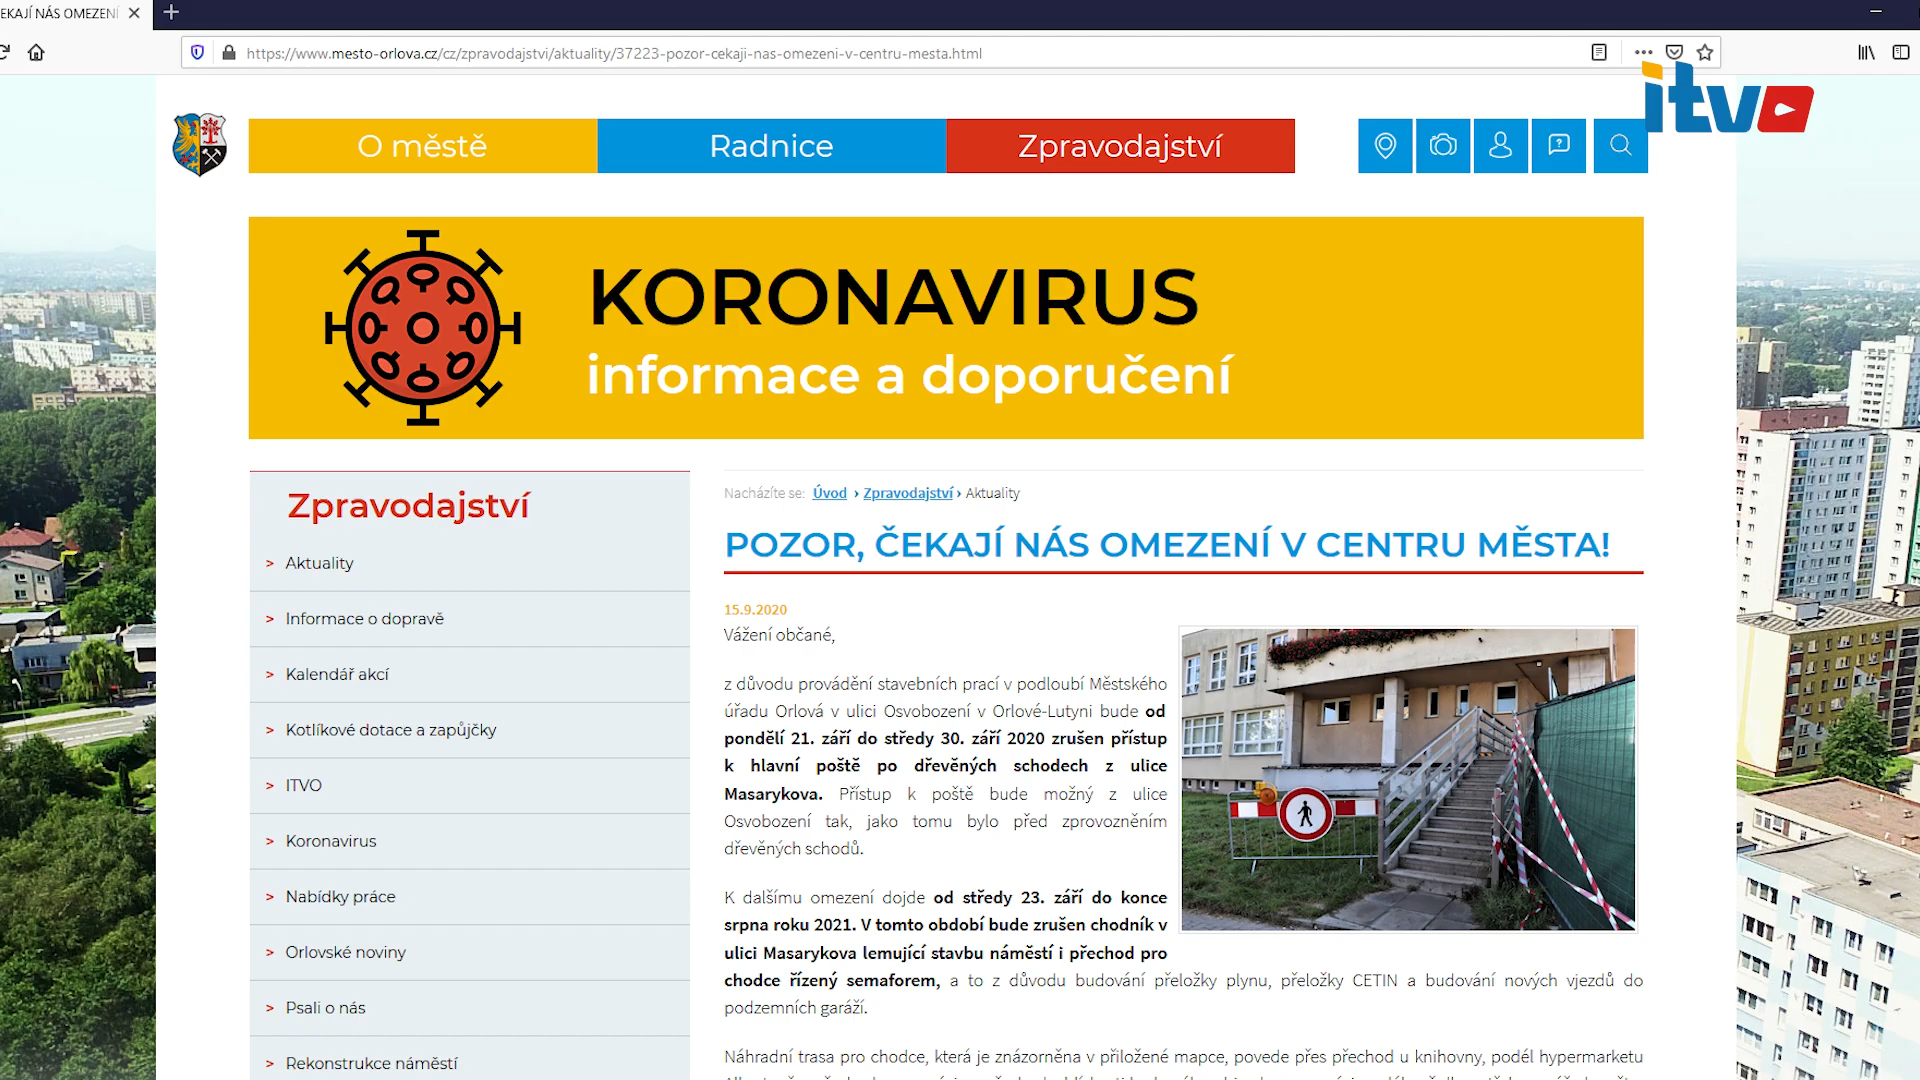 EKAJÍ NÁS OMEZENÍ
https://www.mesto-orlova.cz/cz/zpravodajstvi/aktuality/37223-pozor-cekaji-nas-omezeni-v-centru-mesta.html
itvo
O městě
Radnice
Zpravodajství
KORONAVIRUS
informace a doporučení
Zpravodajství
> Aktuality
> Informace o dopravě
> Kalendář akcí
> Kotlíkové dotace a zapůjčky
> ITVO
> Koronavirus
> Nabídky práce
> Orlovské noviny
> Psali o nás
> Rekonstrukce náměstí
Nacházíte se: Úvod › Zpravodajství › Aktuality
POZOR, ČEKAJÍ NÁS OMEZENÍ V CENTRU MĚSTA!
15.9.2020
Vážení občané,
z důvodu provádění stavebních prací v podloubí Městského
úřadu Orlová v ulici Osvobození v Orlové-Lutyni bude od
pondělí 21. září do středy 30. září 2020 zrušen přístup
k hlavní poště po dřevěných schodech z ulice
Masarykova. Přístup k poště bude možný z ulice
Osvobození tak, jako tomu bylo před zprovozněním
dřevěných schodů.
K dalšímu omezení dojde od středy 23. září do konce
srpna roku 2021. V tomto období bude zrušen chodník v
ulici Masarykova lemující stavbu náměstí i přechod pro
chodce řízený semaforem, a to z důvodu budování přeložky plynu, přeložky CETIN a budování nových vjezdů do
podzemních garáží.
Náhradní trasa pro chodce, která je znázorněna v přiložené mapce, povede přes přechod u knihovny, podél hypermarketu